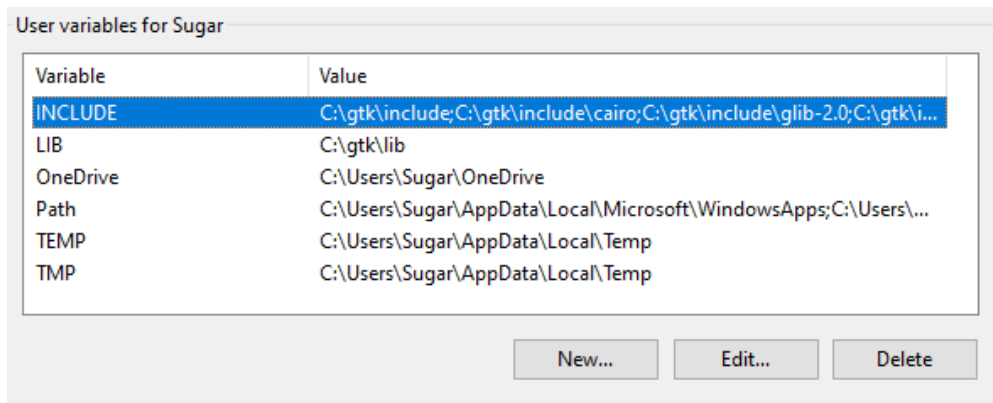 User variables for Sugar
Variable Value
INCLUDE C:\gtk\include;C:\gtk\include\cairo;C:\gtk\include\glib-2.0;C:\gtk\i...
LIB C:\gtk\lib
OneDrive C:\Users\Sugar\OneDrive
Path C:\Users\Sugar\AppData\Local\Microsoft\WindowsApps;C:\Users\...
TEMP C:\Users\Sugar\AppData\Local\Temp
TMP C:\Users\Sugar\AppData\Local\Temp
New... Edit... Delete